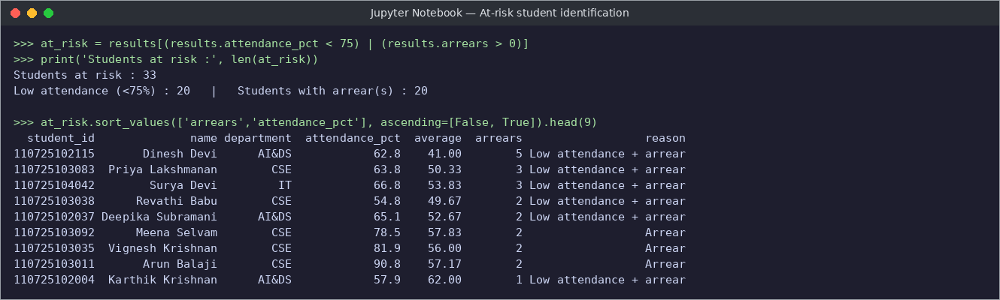 Jupyter Notebook — At-risk student identification
>>> at_risk = results[(results.attendance_pct < 75) | (results.arrears > 0)]
>>> print('Students at risk :', len(at_risk))
Students at risk : 33
Low attendance (<75%) : 20   |   Students with arrear(s) : 20
>>> at_risk.sort_values(['arrears','attendance_pct'], ascending=[False, True]).head(9)
  student_id              name department  attendance_pct  average  arrears                  reason
110725102115       Dinesh Devi      AI&DS            62.8    41.00        5 Low attendance + arrear
110725103083  Priya Lakshmanan        CSE            63.8    50.33        3 Low attendance + arrear
110725104042        Surya Devi         IT            66.8    53.83        3 Low attendance + arrear
110725103038      Revathi Babu        CSE            54.8    49.67        2 Low attendance + arrear
110725102037 Deepika Subramani      AI&DS            65.1    52.67        2 Low attendance + arrear
110725103092      Meena Selvam        CSE            78.5    57.83        2                  Arrear
110725103035  Vignesh Krishnan        CSE            81.9    56.00        2                  Arrear
110725103011       Arun Balaji        CSE            90.8    57.17        2                  Arrear
110725102004  Karthik Krishnan      AI&DS            57.9    62.00        1 Low attendance + arrear